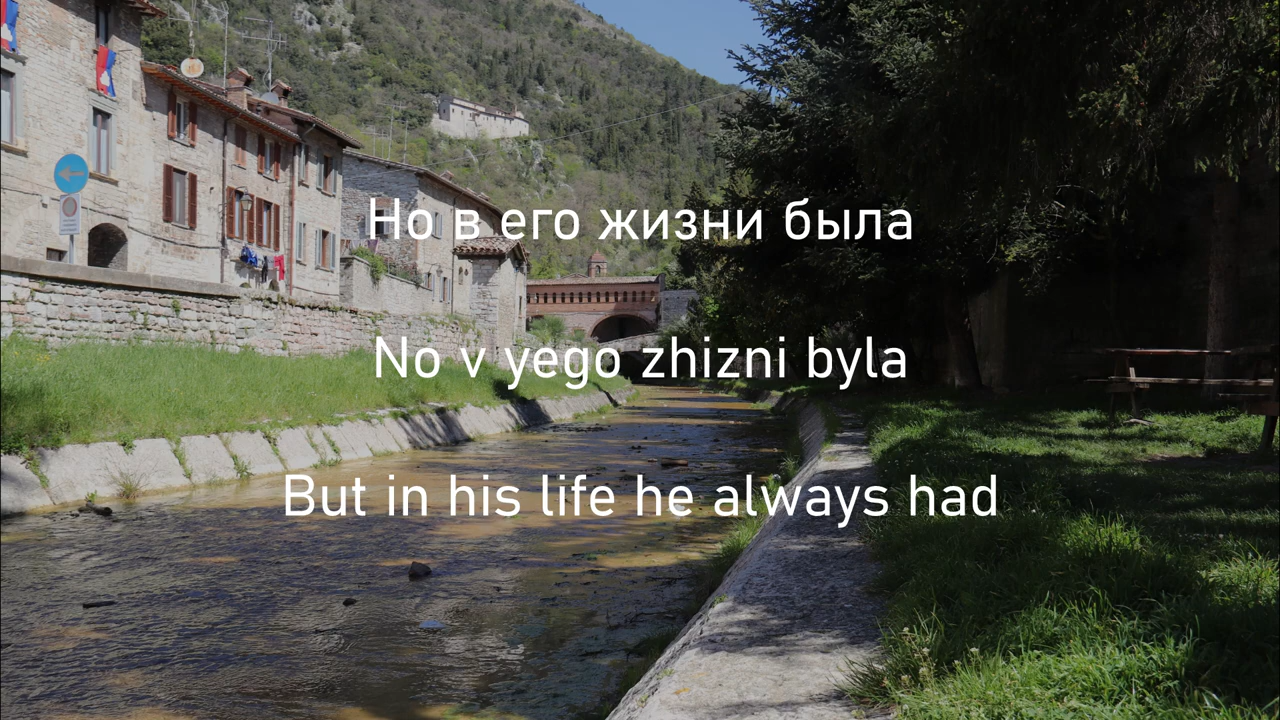 Но в его жизни была
No v yego zhizni byla
But in his life he always had